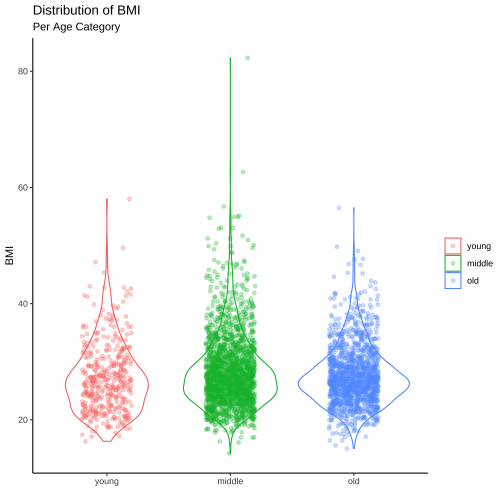 Distribution of BMI
Per Age Category
BMI
80
60
40
20
young
middle
old
young
middle
old